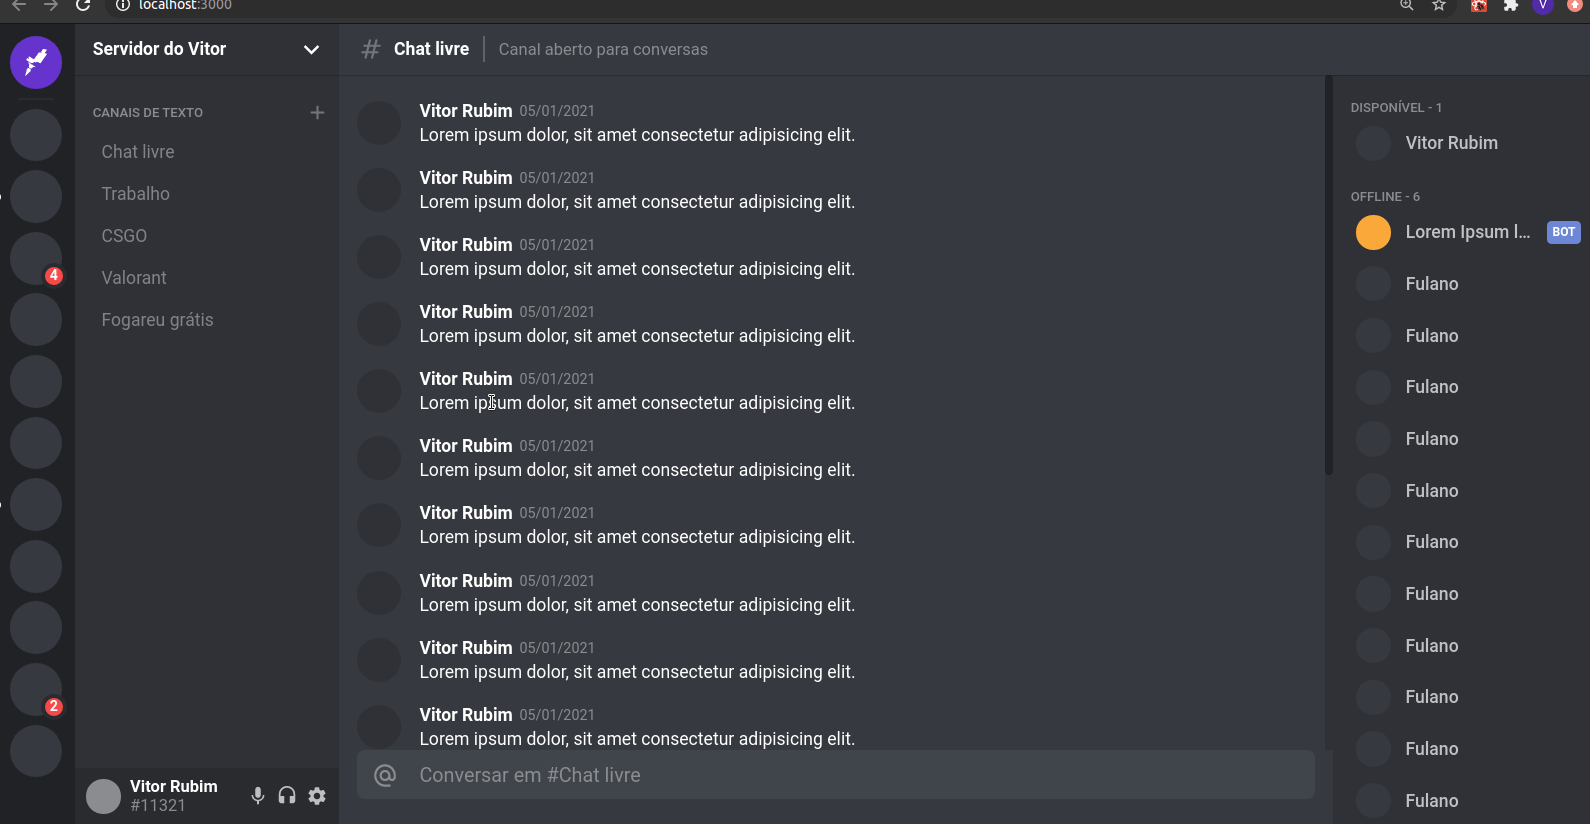 localhost:3000
V
4
2
Servidor do Vitor
CANAIS DE TEXTO
Chat livre
Trabalho
CSGO
Valorant
Fogareu grátis
Vitor Rubim
#11321
# Chat livre Canal aberto para conversas
Vitor Rubim 05/01/2021
Lorem ipsum dolor, sit amet consectetur adipisicing elit.
Vitor Rubim 05/01/2021
Lorem ipsum dolor, sit amet consectetur adipisicing elit.
Vitor Rubim 05/01/2021
Lorem ipsum dolor, sit amet consectetur adipisicing elit.
Vitor Rubim 05/01/2021
Lorem ipsum dolor, sit amet consectetur adipisicing elit.
Vitor Rubim 05/01/2021
Lorem ipsum dolor, sit amet consectetur adipisicing elit.
Vitor Rubim 05/01/2021
Lorem ipsum dolor, sit amet consectetur adipisicing elit.
Vitor Rubim 05/01/2021
Lorem ipsum dolor, sit amet consectetur adipisicing elit.
Vitor Rubim 05/01/2021
Lorem ipsum dolor, sit amet consectetur adipisicing elit.
Vitor Rubim 05/01/2021
Lorem ipsum dolor, sit amet consectetur adipisicing elit.
Vitor Rubim 05/01/2021
Lorem ipsum dolor, sit amet consectetur adipisicing elit.
@ Conversar em #Chat livre
DISPONÍVEL - 1
Vitor Rubim
OFFLINE - 6
Lorem Ipsum I... BOT
Fulano
Fulano
Fulano
Fulano
Fulano
Fulano
Fulano
Fulano
Fulano
Fulano
Fulano